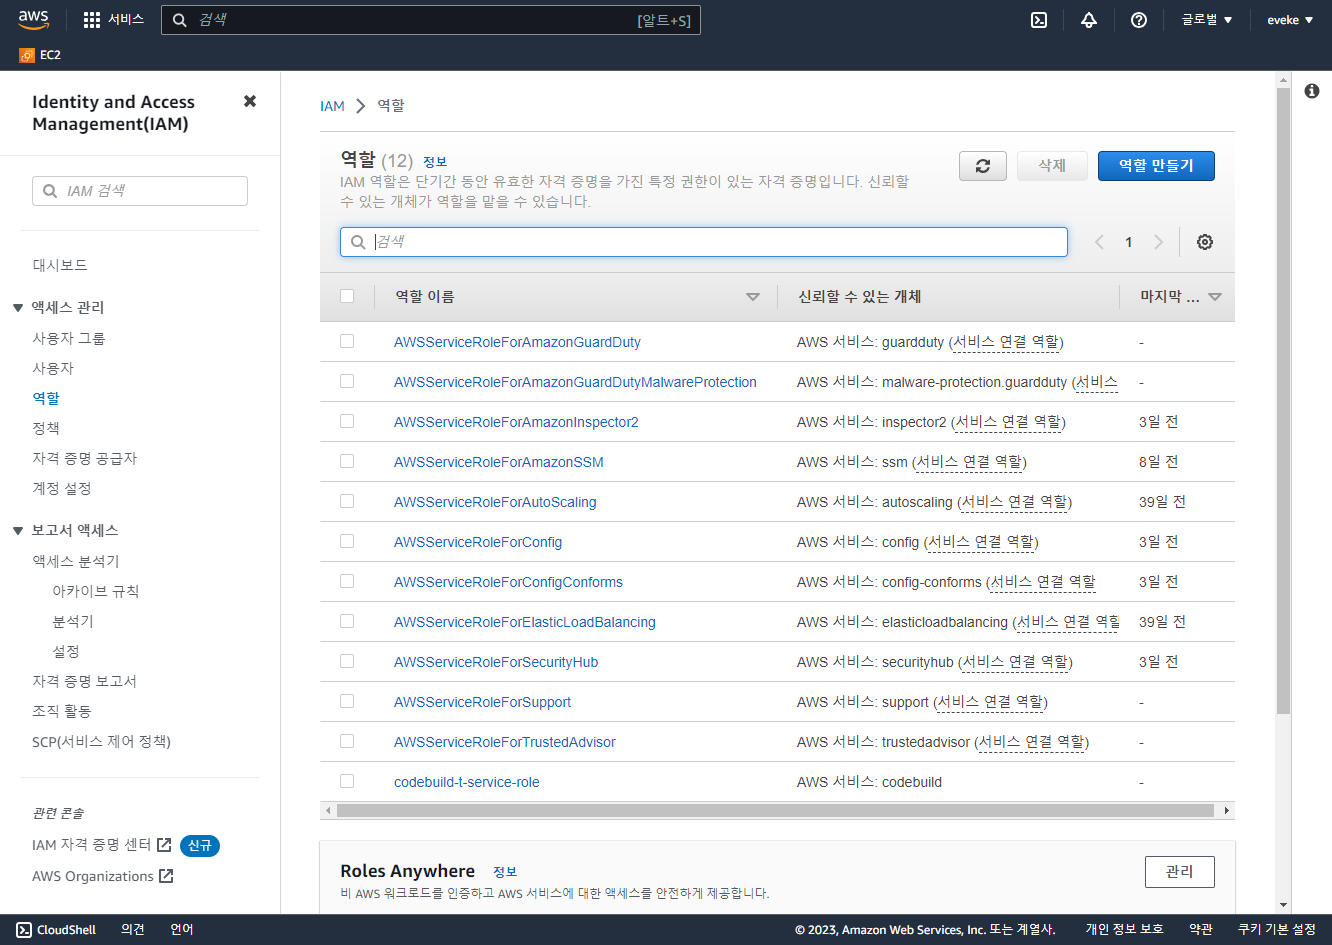 aws
서비스
검색
[알트+S]
글로벌
eveke
EC2
Identity and Access
Management(IAM)
IAM 검색
대시보드
액세스 관리
사용자 그룹
사용자
역할
정책
자격 증명 공급자
계정 설정
보고서 액세스
액세스 분석기
아카이브 규칙
분석기
설정
자격 증명 보고서
조직 활동
SCP(서비스 제어 정책)
관련 콘솔
IAM 자격 증명 센터 신규
AWS Organizations
IAM 역할
역할 (12) 정보
IAM 역할은 단기간 동안 유효한 자격 증명을 가진 특정 권한이 있는 자격 증명입니다. 신뢰할
수 있는 개체가 역할을 맡을 수 있습니다.
삭제
역할 만들기
검색
1
역할 이름 신뢰할 수 있는 개체 마지막 ...
AWSServiceRoleForAmazonGuardDuty AWS 서비스: guardduty (서비스 연결 역할) -
AWSServiceRoleForAmazonGuardDutyMalwareProtection AWS 서비스: malware-protection.guardduty (서비스 -
AWSServiceRoleForAmazonInspector2 AWS 서비스: inspector2 (서비스 연결 역할) 3일 전
AWSServiceRoleForAmazonSSM AWS 서비스: ssm (서비스 연결 역할) 8일 전
AWSServiceRoleForAutoScaling AWS 서비스: autoscaling (서비스 연결 역할) 39일 전
AWSServiceRoleForConfig AWS 서비스: config (서비스 연결 역할) 3일 전
AWSServiceRoleForConfigConforms AWS 서비스: config-conforms (서비스 연결 역할 3일 전
AWSServiceRoleForElasticLoadBalancing AWS 서비스: elasticloadbalancing (서비스 연결 역할 39일 전
AWSServiceRoleForSecurityHub AWS 서비스: securityhub (서비스 연결 역할) 3일 전
AWSServiceRoleForSupport AWS 서비스: support (서비스 연결 역할) -
AWSServiceRoleForTrustedAdvisor AWS 서비스: trustedadvisor (서비스 연결 역할) -
codebuild-t-service-role AWS 서비스: codebuild -
Roles Anywhere 정보
비 AWS 워크로드를 인증하고 AWS 서비스에 대한 액세스를 안전하게 제공합니다.
관리
CloudShell 의견 언어 © 2023, Amazon Web Services, Inc. 또는 계열사. 개인 정보 보호 약관 쿠키 기본 설정